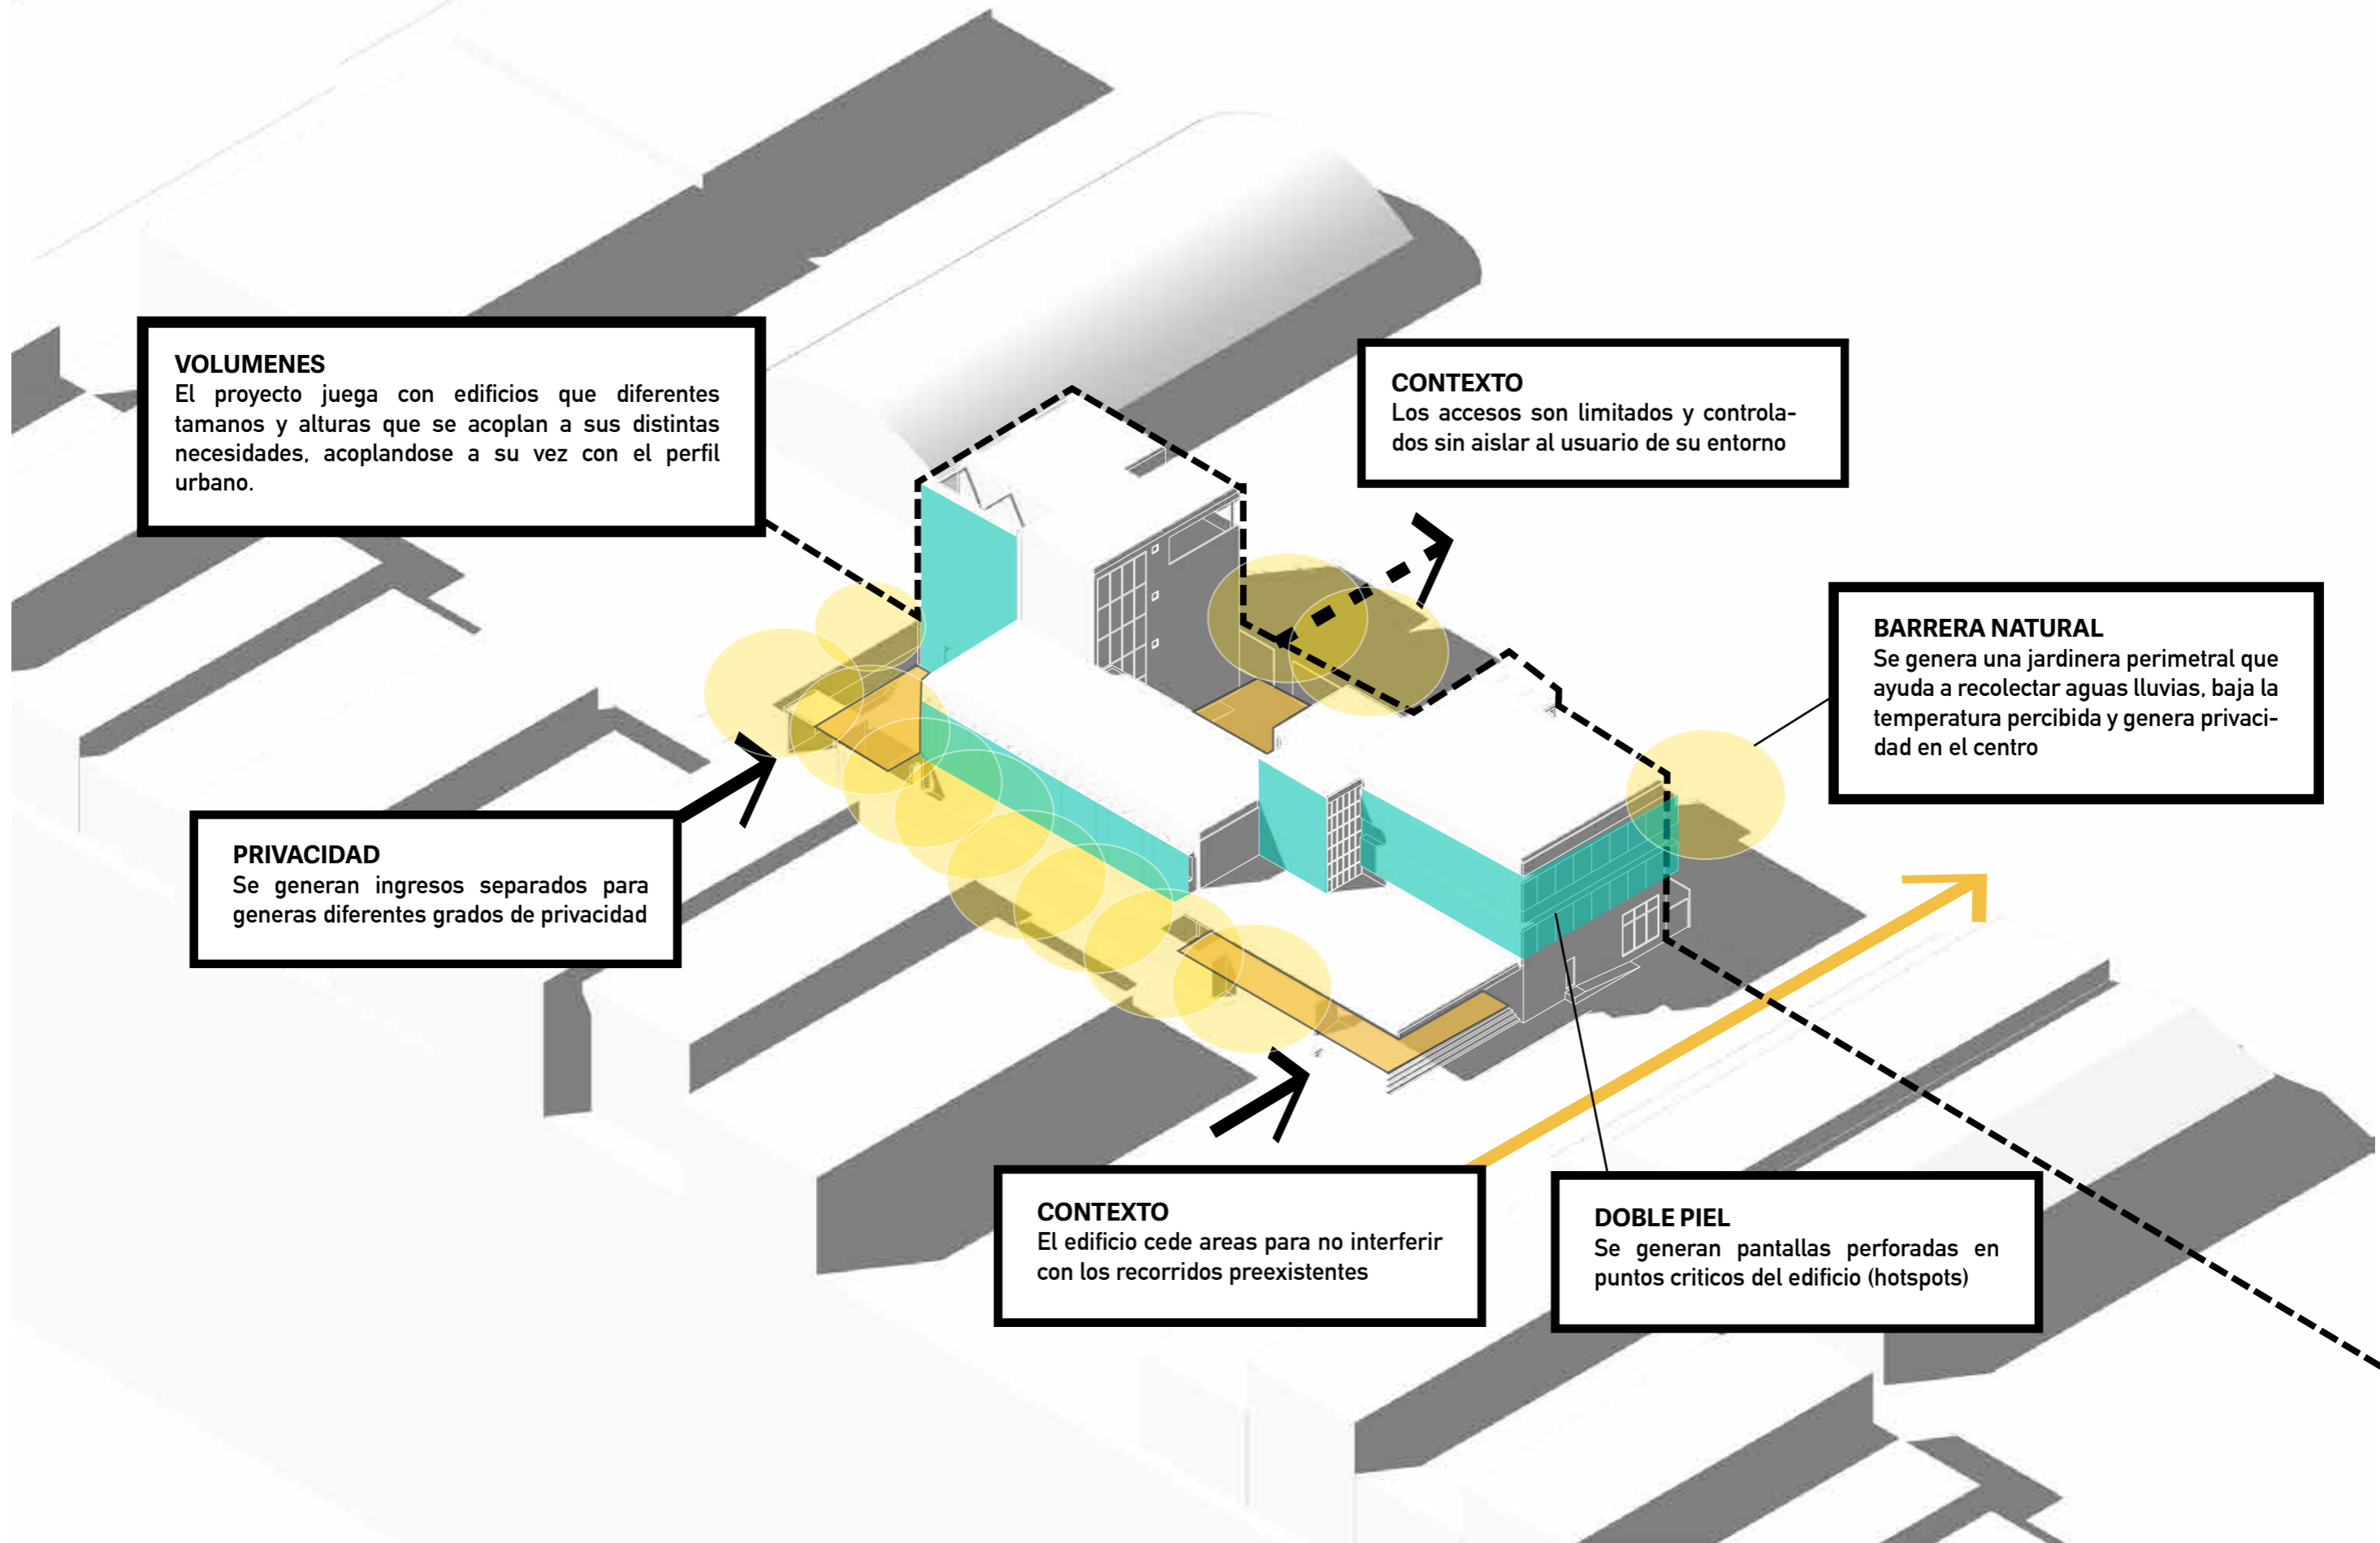 VOLUMENES
El proyecto juega con edificios que diferentes
tamanos y alturas que se acoplan a sus distintas
necesidades, acoplandose a su vez con el perfil
urbano.
CONTEXTO
Los accesos son limitados y controla-
dos sin aislar al usuario de su entorno
BARRERA NATURAL
Se genera una jardinera perimetral que
ayuda a recolectar aguas lluvias, baja la
temperatura percibida y genera privaci-
dad en el centro
PRIVACIDAD
Se generan ingresos separados para
generas diferentes grados de privacidad
CONTEXTO
El edificio cede areas para no interferir
con los recorridos preexistentes
DOBLE PIEL
Se generan pantallas perforadas en
puntos criticos del edificio (hotspots)